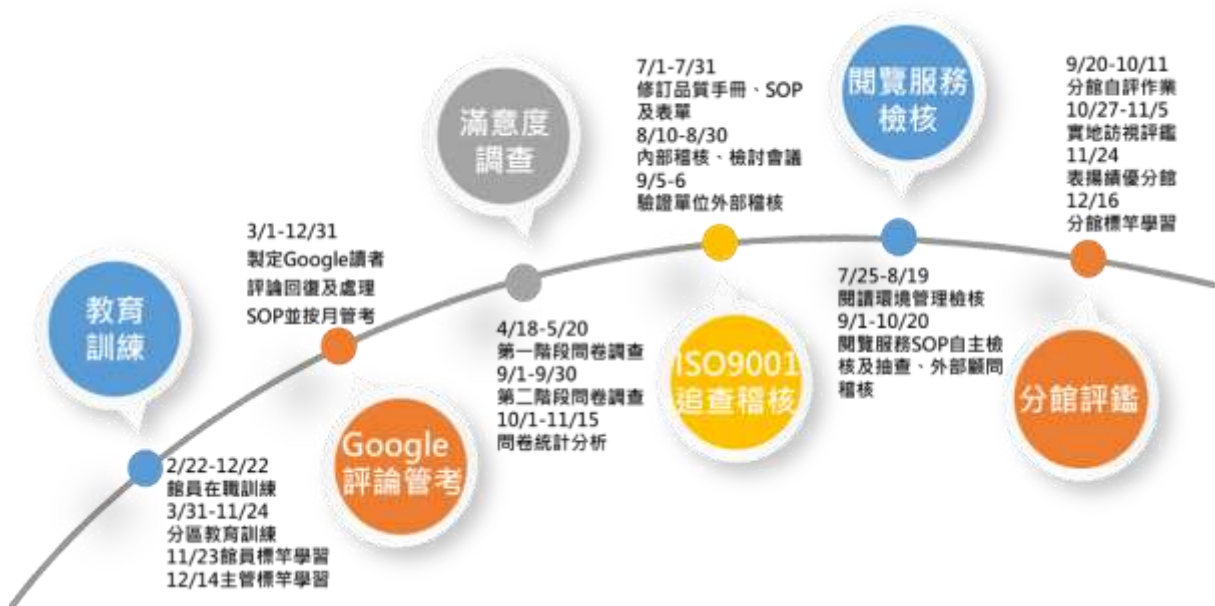 教育
訓練
2/22-12/22
館員在職訓練
3/31-11/24
分區教育訓練
11/23館員標竿學習
12/14主管標竿學習
3/1-12/31
製定Google讀者
評論回復及處理
SOP並按月管考
Google
評論管考
滿意度
調查
4/18-5/20
第一階段問卷調查
9/1-9/30
第二階段問卷調查
10/1-11/15
問卷統計分析
7/1-7/31
修訂品質手冊、SOP
及表單
8/10-8/30
內部稽核、檢討會議
9/5-6
驗證單位外部稽核
ISO9001
追查稽核
閱覽服務
檢核
7/25-8/19
閱讀環境管理檢核
9/1-10/20
閱覽服務SOP自主檢
核及抽查、外部顧問
稽核
9/20-10/11
分館自評作業
10/27-11/5
實地訪視評鑑
11/24
表揚績優分館
12/16
分館標竿學習
分館評鑑